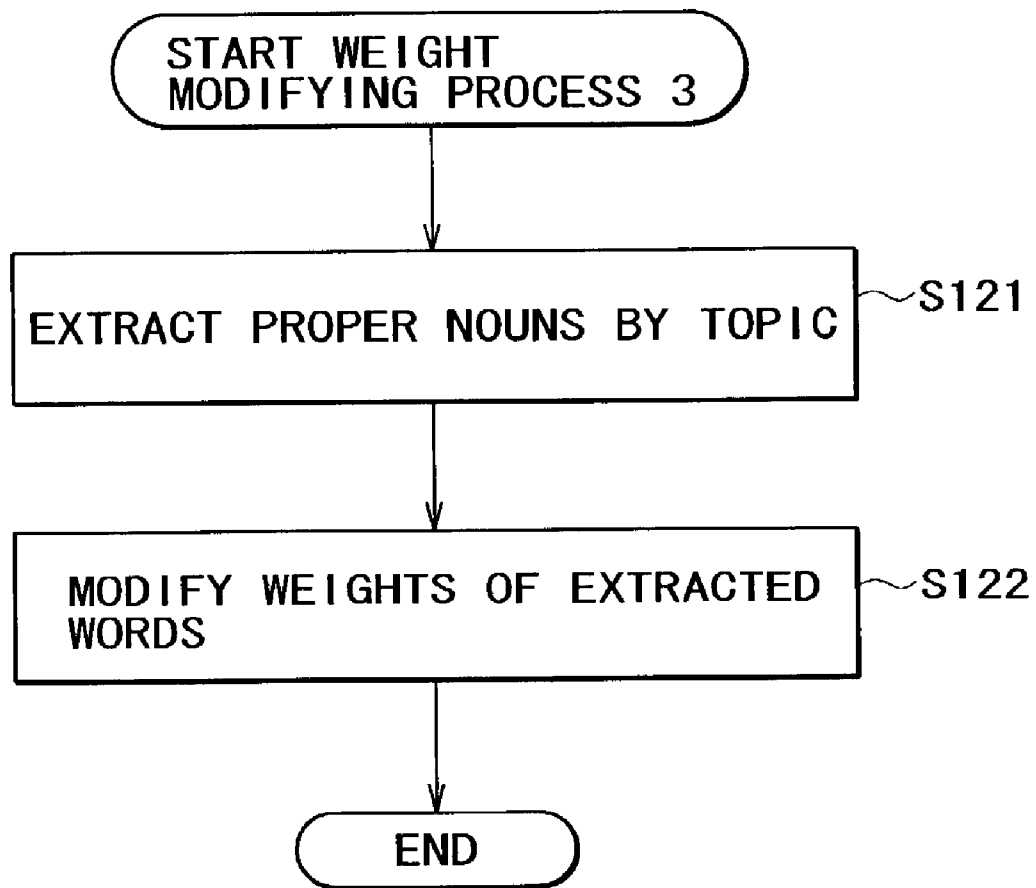 START WEIGHT
MODIFYING PROCESS 3
EXTRACT PROPER NOUNS BY TOPIC
S121
MODIFY WEIGHTS OF EXTRACTED
WORDS
S122
END